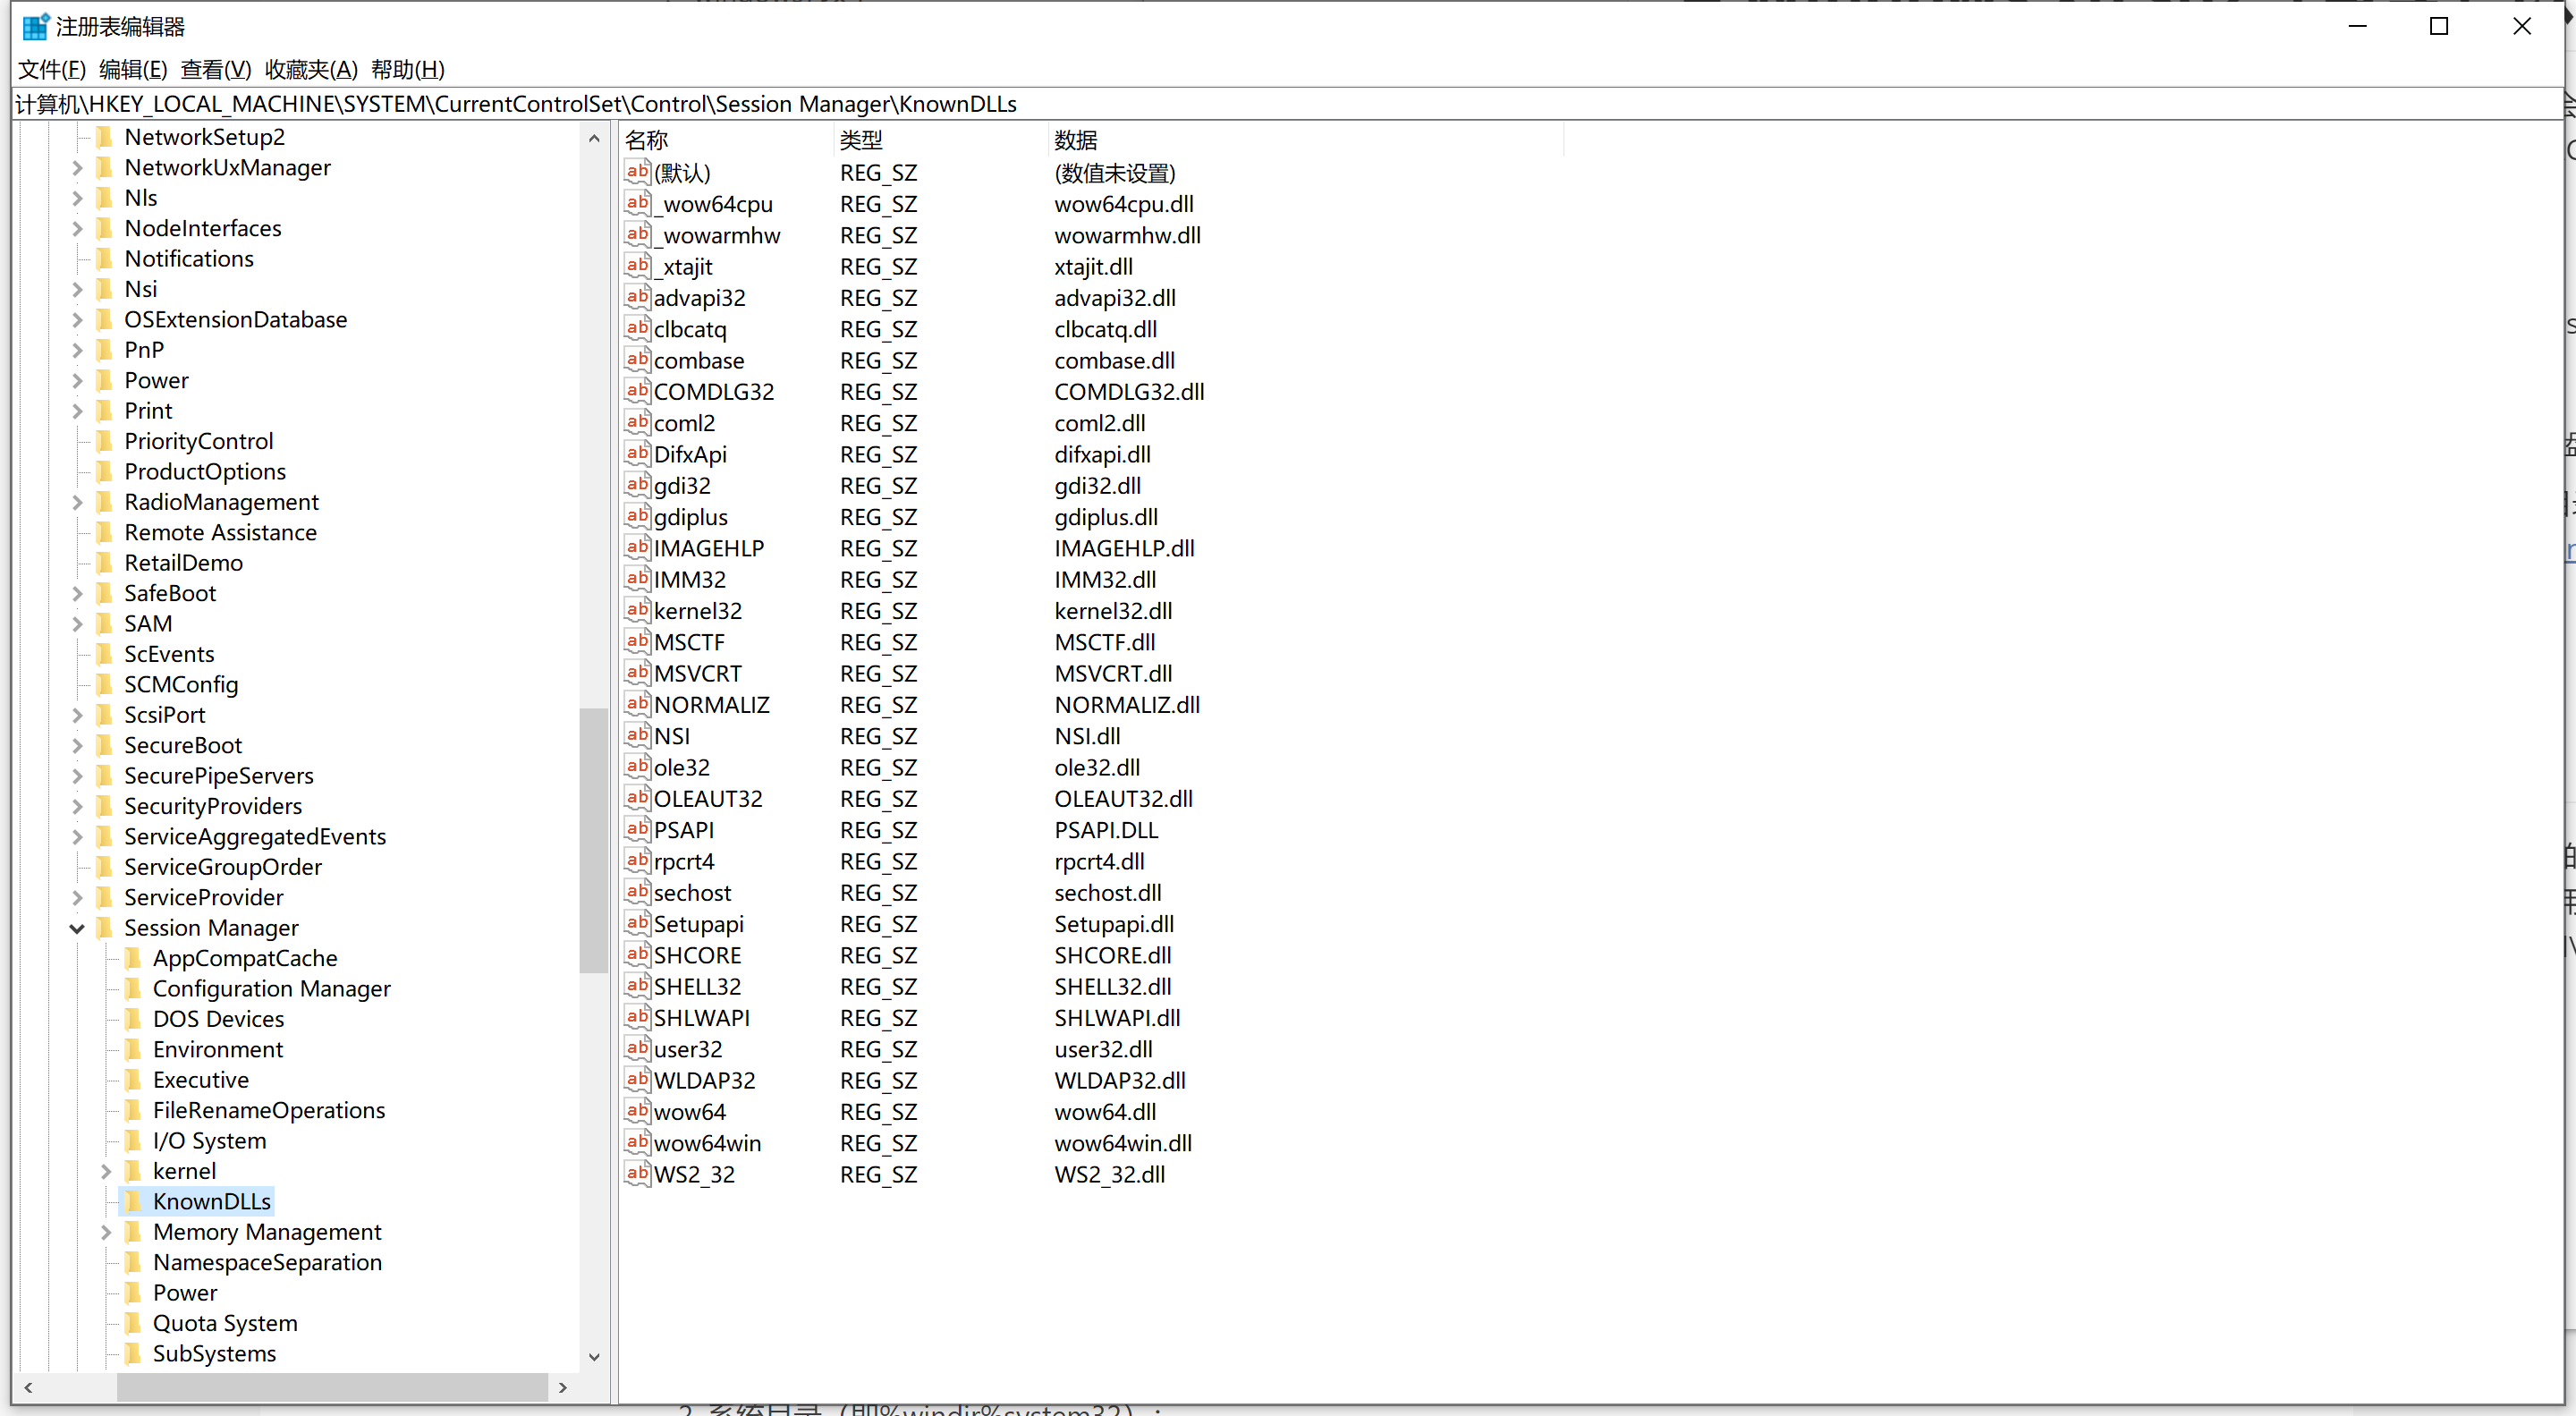 注册表编辑器
文件(F) 编辑(E) 查看(V) 收藏夹(A) 帮助(H)
计算机\HKEY_LOCAL_MACHINE\SYSTEM\CurrentControlSet\Control\Session Manager\KnownDLLs
NetworkSetup2
NetworkUxManager
Nls
NodeInterfaces
Notifications
Nsi
OSExtensionDatabase
PnP
Power
Print
PriorityControl
ProductOptions
RadioManagement
Remote Assistance
RetailDemo
SafeBoot
SAM
ScEvents
SCMConfig
ScsiPort
SecureBoot
SecurePipeServers
SecurityProviders
ServiceAggregatedEvents
ServiceGroupOrder
ServiceProvider
Session Manager
AppCompatCache
Configuration Manager
DOS Devices
Environment
Executive
FileRenameOperations
I/O System
kernel
KnownDLLs
Memory Management
NamespaceSeparation
Power
Quota System
SubSystems
名称 类型 数据
(默认) REG_SZ (数值未设置)
_wow64cpu REG_SZ wow64cpu.dll
_wowarmhw REG_SZ wowarmhw.dll
_xtajit REG_SZ xtajit.dll
advapi32 REG_SZ advapi32.dll
clbcatq REG_SZ clbcatq.dll
combase REG_SZ combase.dll
COMDLG32 REG_SZ COMDLG32.dll
coml2 REG_SZ coml2.dll
DifxApi REG_SZ difxapi.dll
gdi32 REG_SZ gdi32.dll
gdiplus REG_SZ gdiplus.dll
IMAGEHLP REG_SZ IMAGEHLP.dll
IMM32 REG_SZ IMM32.dll
kernel32 REG_SZ kernel32.dll
MSCTF REG_SZ MSCTF.dll
MSVCRT REG_SZ MSVCRT.dll
NORMALIZ REG_SZ NORMALIZ.dll
NSI REG_SZ NSI.dll
ole32 REG_SZ ole32.dll
OLEAUT32 REG_SZ OLEAUT32.dll
PSAPI REG_SZ PSAPI.DLL
rpcrt4 REG_SZ rpcrt4.dll
sechost REG_SZ sechost.dll
Setupapi REG_SZ Setupapi.dll
SHCORE REG_SZ SHCORE.dll
SHELL32 REG_SZ SHELL32.dll
SHLWAPI REG_SZ SHLWAPI.dll
user32 REG_SZ user32.dll
WLDAP32 REG_SZ WLDAP32.dll
wow64 REG_SZ wow64.dll
wow64win REG_SZ wow64win.dll
WS2_32 REG_SZ WS2_32.dll
2. 系统目录（即%windir%system32）；